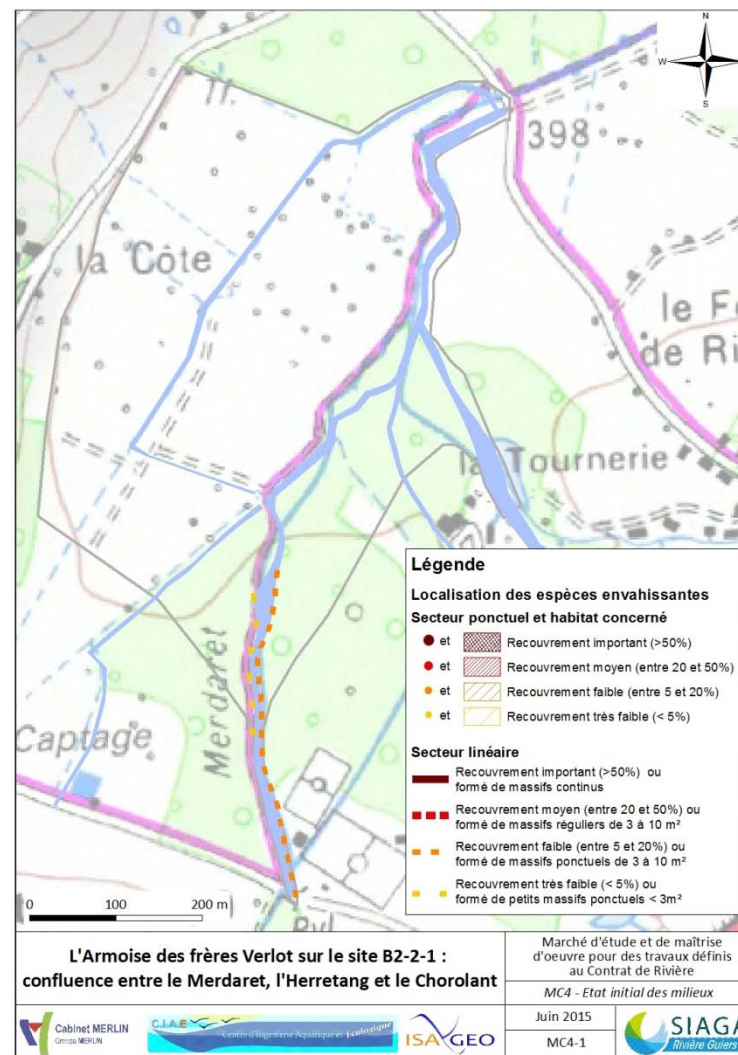 N
W E
S
398
la Côte
le F
de Ri
la Tournerie
Merdaret
Captage
0 100 200 m
Légende
Localisation des espèces envahissantes
Secteur ponctuel et habitat concerné
et Recouvrement important (>50%)
et Recouvrement moyen (entre 20 et 50%)
et Recouvrement faible (entre 5 et 20%)
et Recouvrement très faible (< 5%)
Secteur linéaire
Recouvrement important (>50%) ou
formé de massifs continus
Recouvrement moyen (entre 20 et 50%) ou
formé de massifs réguliers de 3 à 10 m²
Recouvrement faible (entre 5 et 20%) ou
formé de massifs ponctuels de 3 à 10 m²
Recouvrement très faible (< 5%) ou
formé de petits massifs ponctuels < 3m²
L'Armoise des frères Verlot sur le site B2-2-1 :
confluence entre le Merdaret, l'Herretang et le Chorolant
Marché d'étude et de maîtrise
d'oeuvre pour des travaux définis
au Contrat de Rivière
MC4 - Etat initial des milieux
Juin 2015
MC4-1
Cabinet MERLIN
Groupe MERLIN
C.I.A.E
Centre d'Ingénierie Aquatique et Ecologique
ISA GEO
SIAGA
Rivière Guiers